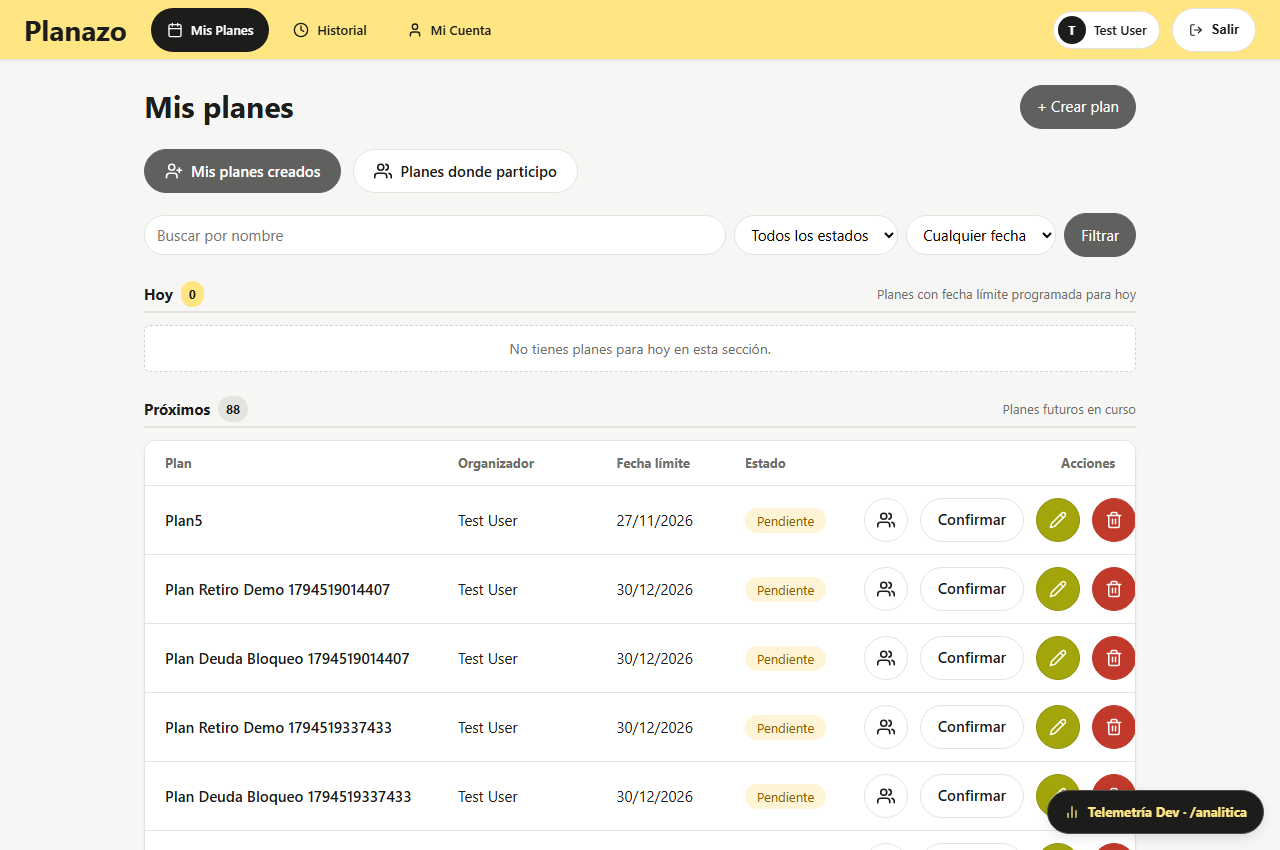 Planazo
Mis Planes
Historial
Mi Cuenta
T
Test User
Salir
Mis planes
+ Crear plan
Mis planes creados
Planes donde participo
Buscar por nombre
Todos los estados
Cualquier fecha
Filtrar
Hoy 0
Planes con fecha límite programada para hoy
No tienes planes para hoy en esta sección.
Próximos 88
Planes futuros en curso
Plan Organizador Fecha límite Estado Acciones
Plan5 Test User 27/11/2026 Pendiente Confirmar
Plan Retiro Demo 1794519014407 Test User 30/12/2026 Pendiente Confirmar
Plan Deuda Bloqueo 1794519014407 Test User 30/12/2026 Pendiente Confirmar
Plan Retiro Demo 1794519337433 Test User 30/12/2026 Pendiente Confirmar
Plan Deuda Bloqueo 1794519337433 Test User 30/12/2026 Pendiente Confirmar
Telemetría Dev · /analitica